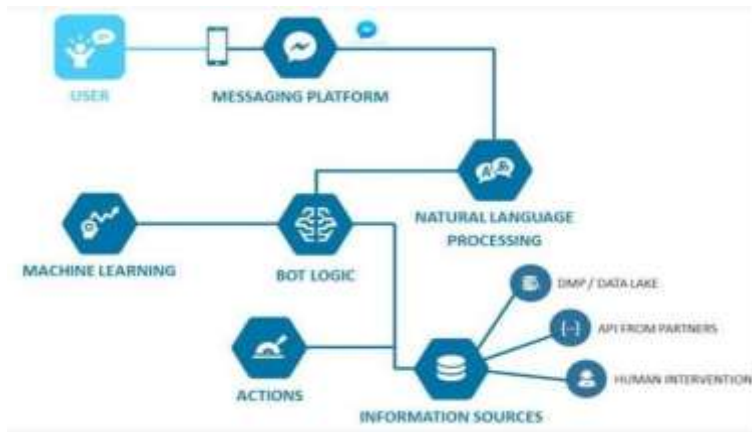 USER
MESSAGING PLATFORM
NATURAL LANGUAGE
PROCESSING
MACHINE LEARNING
BOT LOGIC
DMP / DATA LAKE
API FROM PARTNERS
HUMAN INTERVENTION
ACTIONS
INFORMATION SOURCES